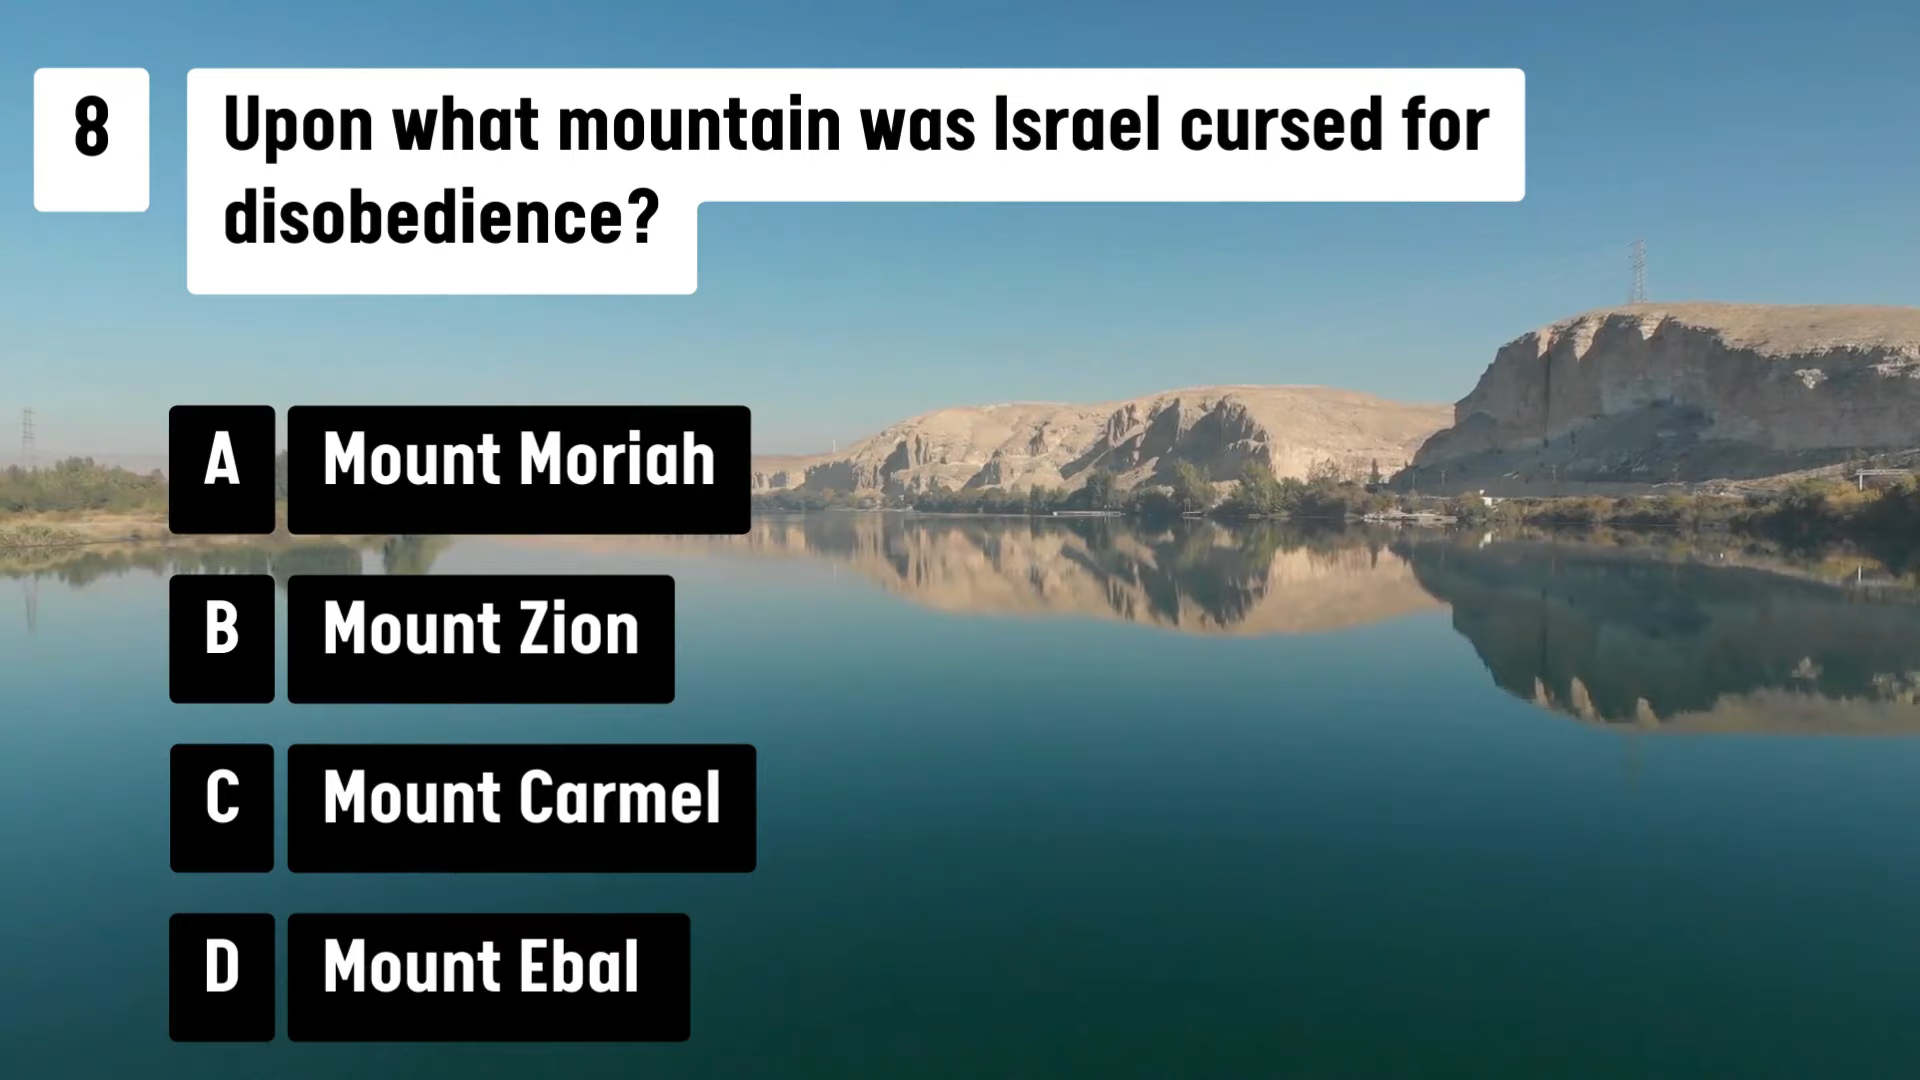 8
Upon what mountain was Israel cursed for
disobedience?
A
Mount Moriah
B
Mount Zion
C
Mount Carmel
D
Mount Ebal